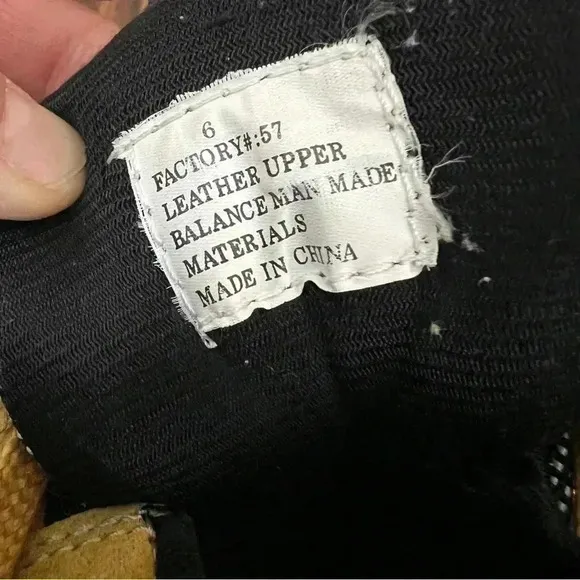 6
FACTORY#:57
LEATHER UPPER
BALANCE MAN MADE
MATERIALS
MADE IN CHINA